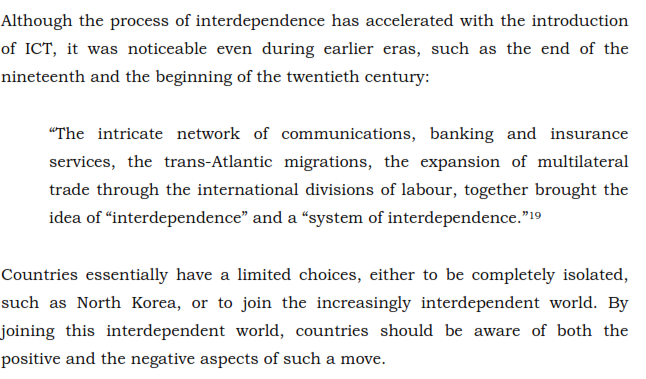 Although the process of interdependence has accelerated with the introduction
of ICT, it was noticeable even during earlier eras, such as the end of the
nineteenth and the beginning of the twentieth century:
“The intricate network of communications, banking and insurance
services, the trans-Atlantic migrations, the expansion of multilateral
trade through the international divisions of labour, together brought the
idea of “interdependence” and a “system of interdependence.”19
Countries essentially have a limited choices, either to be completely isolated,
such as North Korea, or to join the increasingly interdependent world. By
joining this interdependent world, countries should be aware of both the
positive and the negative aspects of such a move.